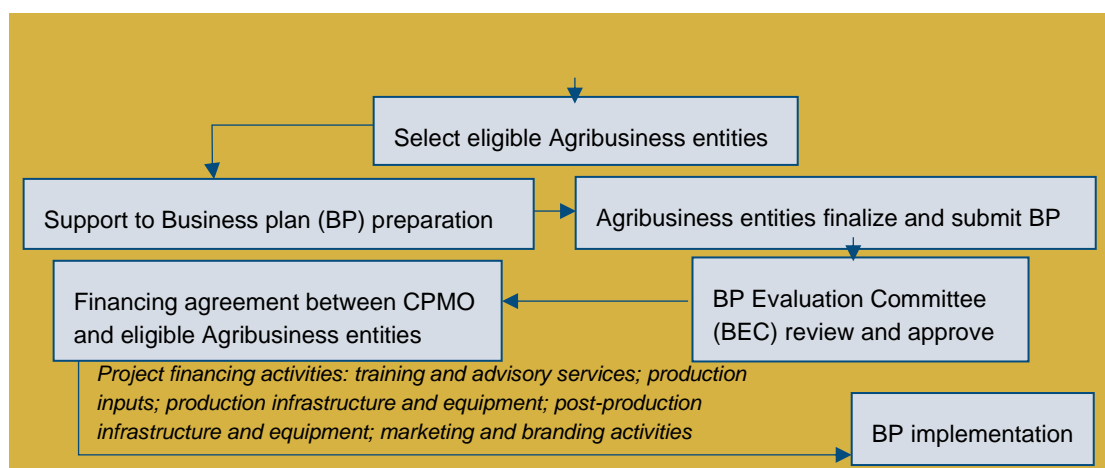 Select eligible Agribusiness entities
Support to Business plan (BP) preparation
Agribusiness entities finalize and submit BP
BP Evaluation Committee
(BEC) review and approve
Financing agreement between CPMO
and eligible Agribusiness entities
Project financing activities: training and advisory services; production
inputs; production infrastructure and equipment; post-production
infrastructure and equipment; marketing and branding activities
BP implementation